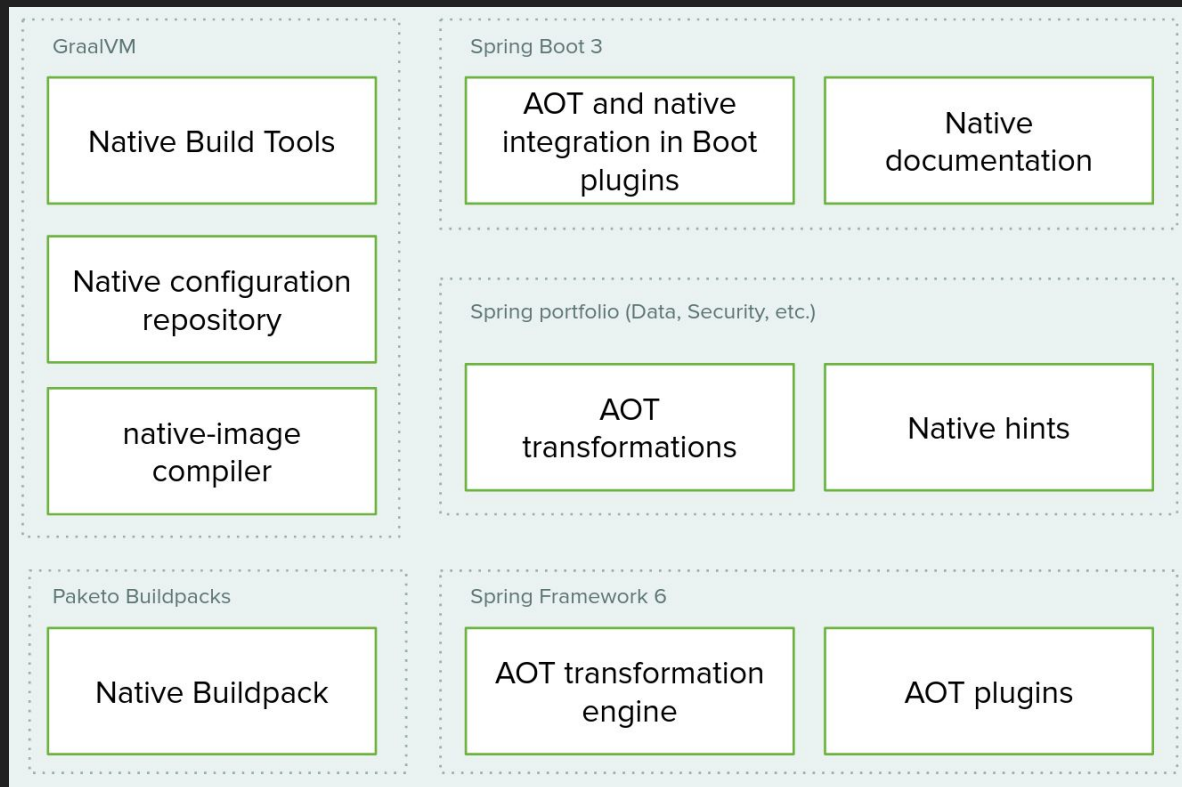 GraalVM
Native Build Tools
Native configuration
repository
native-image
compiler
Paketo Buildpacks
Native Buildpack
Spring Boot 3
AOT and native
integration in Boot
plugins
Native
documentation
Spring portfolio (Data, Security, etc.)
AOT
transformations
Native hints
Spring Framework 6
AOT transformation
engine
AOT plugins